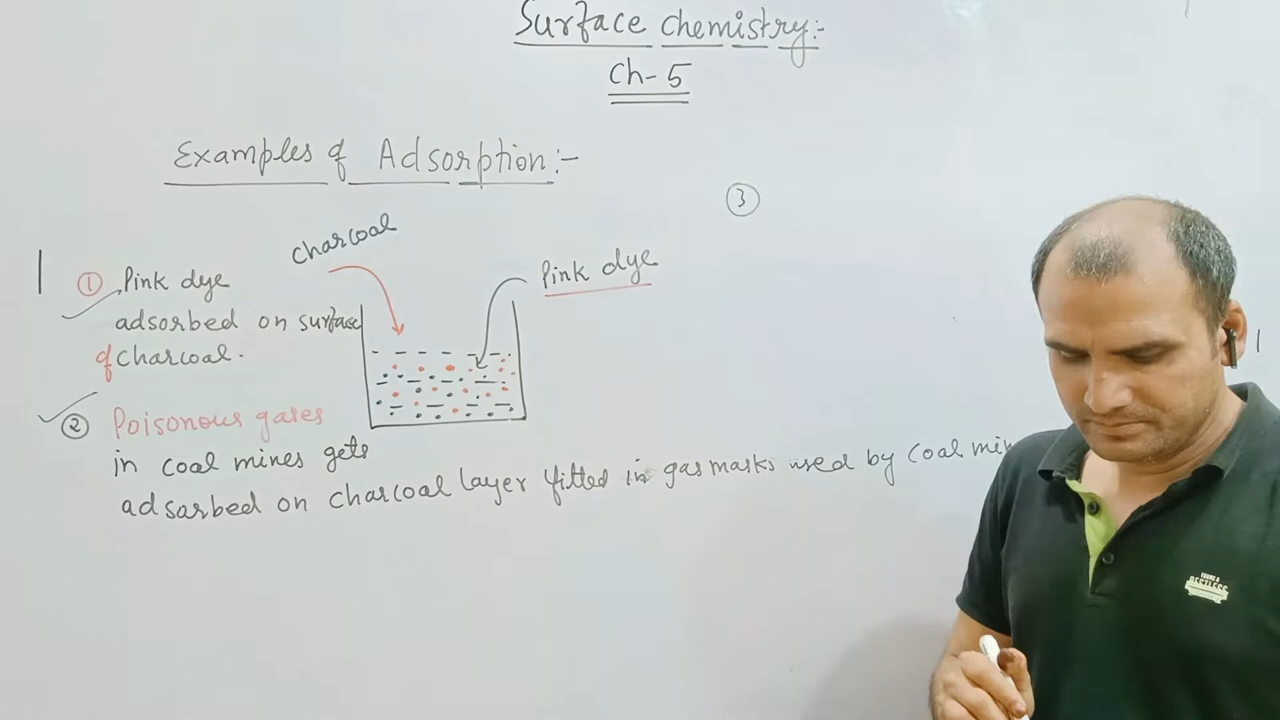 Surface chemistry:-
Ch-5
Examples of Adsorption:-
③
charcoal
Pink dye
① Pink dye
adsorbed on surface
of charcoal.
② Poisonous gases
in coal mines gets
adsorbed on charcoal layer fitted in gas masks used by coal min